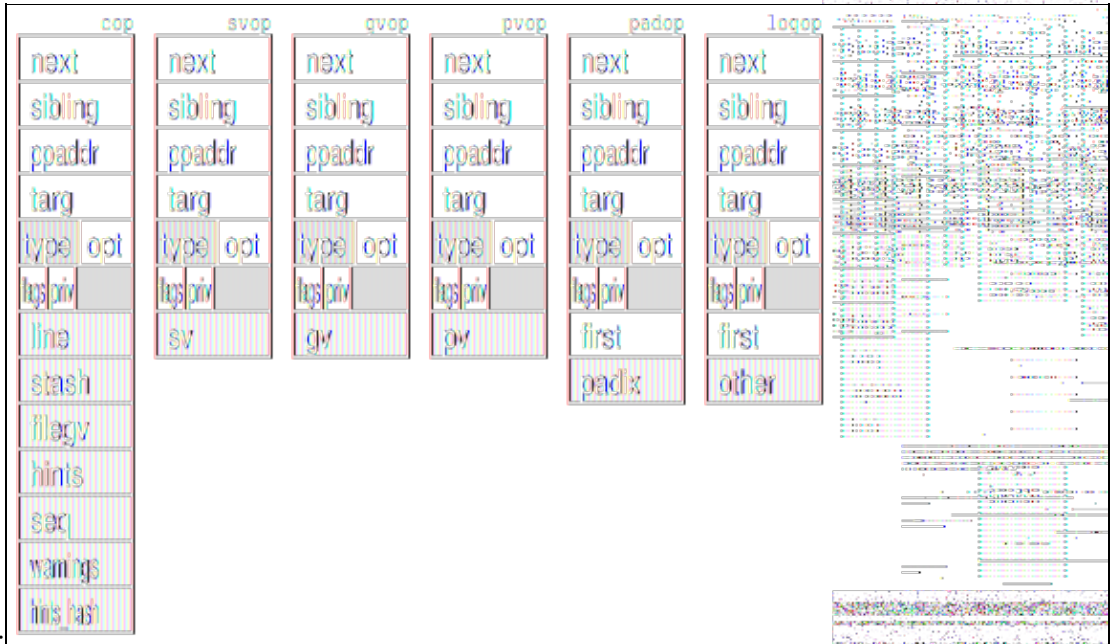 cop svop gvop pvop padop logop
next next next next next next
sibling sibling sibling sibling sibling sibling
ppaddr ppaddr ppaddr ppaddr ppaddr ppaddr
targ targ targ targ targ targ
type opt type opt type opt type opt type opt type opt
flags priv flags priv flags priv flags priv flags priv flags priv
line sv gv pv first first
stash padix other
filegv
hints
seq
warnings
hints hash